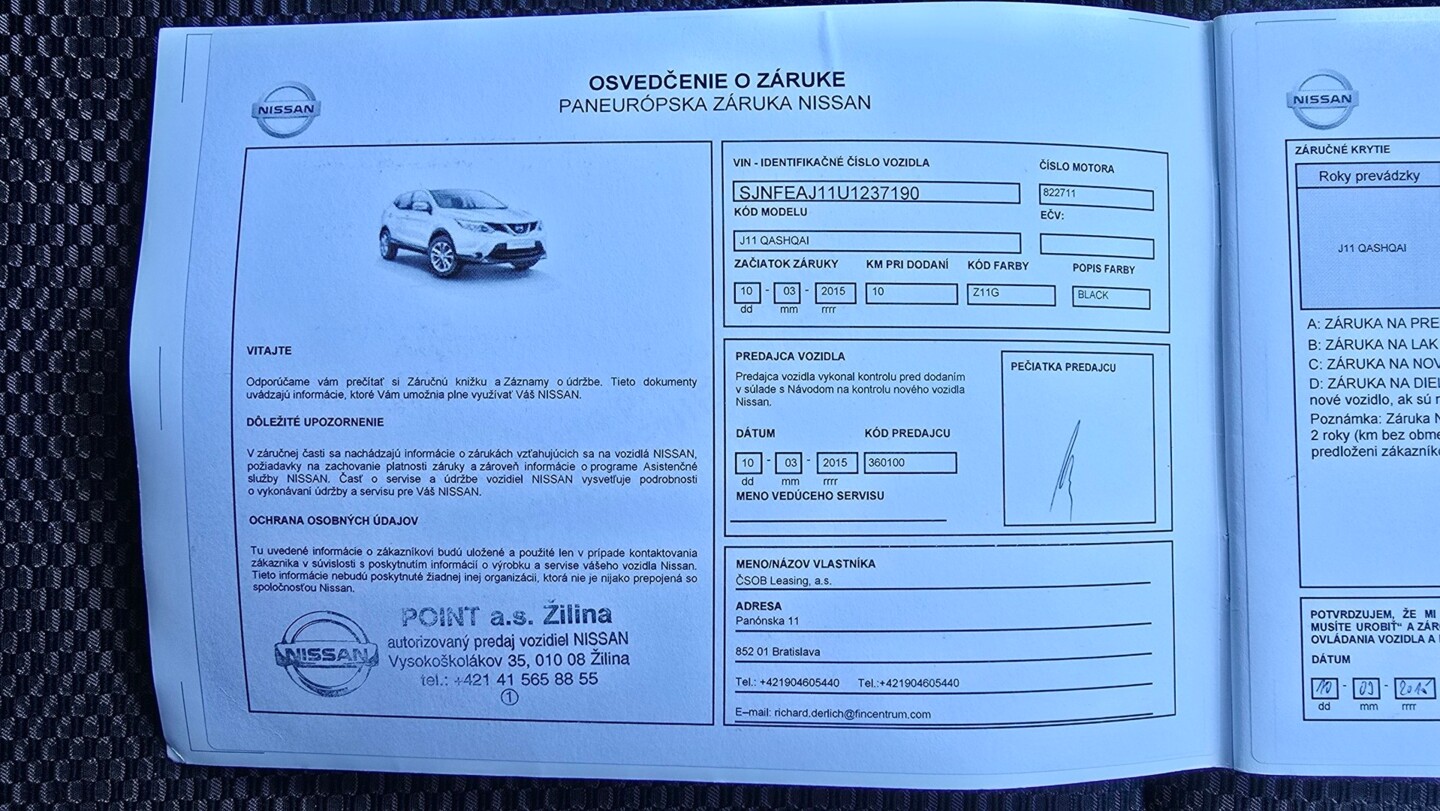 OSVEDČENIE O ZÁRUKE
PANEURÓPSKA ZÁRUKA NISSAN
NISSAN
VITAJTE
Odporúčame vám prečítať si Záručnú knižku a Záznamy o údržbe. Tieto dokumenty
uvádzajú informácie, ktoré Vám umožnia plne využívať Váš NISSAN.
DÔLEŽITÉ UPOZORNENIE
V záručnej časti sa nachádzajú informácie o zárukách vzťahujúcich sa na vozidlá NISSAN,
požiadavky na zachovanie platnosti záruky a zároveň informácie o programe Asistenčné
služby NISSAN. Časť o servise a údržbe vozidiel NISSAN vysvetľuje podrobnosti
o vykonávaní údržby a servisu pre Váš NISSAN.
OCHRANA OSOBNÝCH ÚDAJOV
Tu uvedené informácie o zákazníkovi budú uložené a použité len v prípade kontaktovania
zákazníka v súvislosti s poskytnutím informácií o výrobku a servise vášeho vozidla Nissan.
Tieto informácie nebudú poskytnuté žiadnej inej organizácii, ktorá nie je nijako prepojená so
spoločnosťou Nissan.
NISSAN
POINT a.s. Žilina
autorizovaný predaj vozidiel NISSAN
Vysokoškolákov 35, 010 08 Žilina
tel.: +421 41 565 88 55
1
VIN - IDENTIFIKAČNÉ ČÍSLO VOZIDLA ČÍSLO MOTORA
SJNFEAJ11U1237190 822711
KÓD MODELU EČV:
J11 QASHQAI
ZAČIATOK ZÁRUKY KM PRI DODANÍ KÓD FARBY POPIS FARBY
10 - 03 - 2015 10 Z11G BLACK
dd mm rrrr
PREDAJCA VOZIDLA PEČIATKA PREDAJCU
Predajca vozidla vykonal kontrolu pred dodaním
v súlade s Návodom na kontrolu nového vozidla
Nissan.
DÁTUM KÓD PREDAJCU
10 - 03 - 2015 360100
dd mm rrrr
MENO VEDÚCEHO SERVISU
MENO/NÁZOV VLASTNÍKA
ČSOB Leasing, a.s.
ADRESA
Panónska 11
852 01 Bratislava
Tel.: +421904605440 Tel.:+421904605440
E–mail: richard.derlich@fincentrum.com
NISSAN
ZÁRUČNÉ KRYTIE
Roky prevádzky
J11 QASHQAI
A: ZÁRUKA NA PRE
B: ZÁRUKA NA LAK
C: ZÁRUKA NA NOV
D: ZÁRUKA NA DIEL
nové vozidlo, ak sú
Poznámka: Záruka N
2 roky (km bez obme
predložení zákazník
POTVRDZUJEM, ŽE MI
MUSÍTE UROBIŤ“ A ZÁR
OVLÁDANIA VOZIDLA A
DÁTUM
10 - 03 - 2015
dd mm rrrr